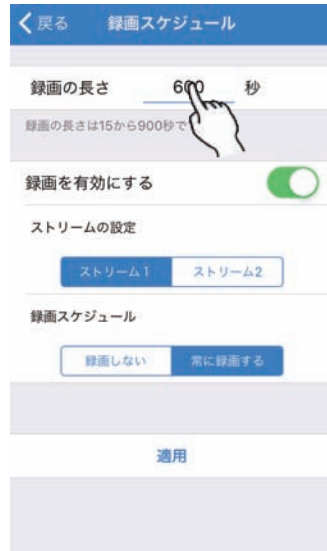 戻る 録画スケジュール
録画の長さ 600 秒
録画の長さは15から900秒で
録画を有効にする
ストリームの設定
ストリーム1 ストリーム2
録画スケジュール
録画しない 常に録画する
適用